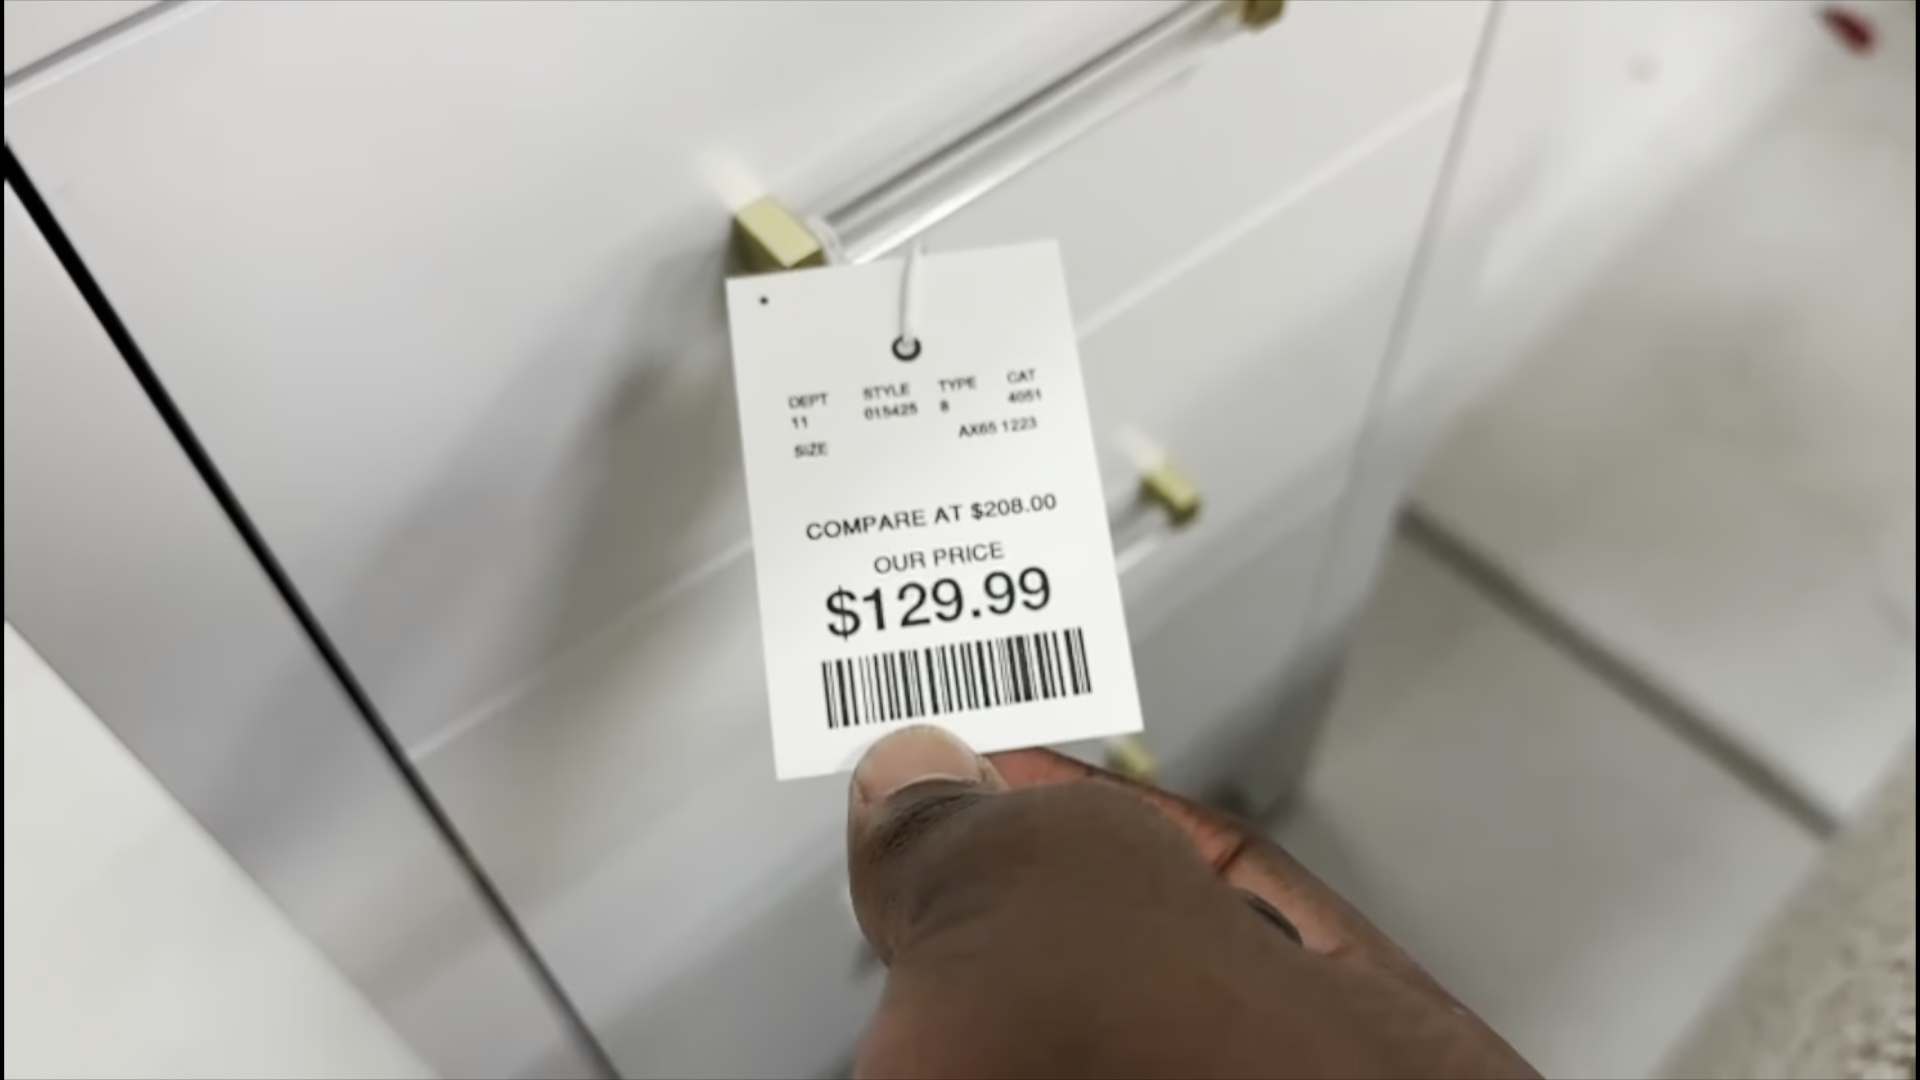 DEPT STYLE TYPE CAT
11 015425 8 4051
SIZE AX65 1223
COMPARE AT $208.00
OUR PRICE
$129.99